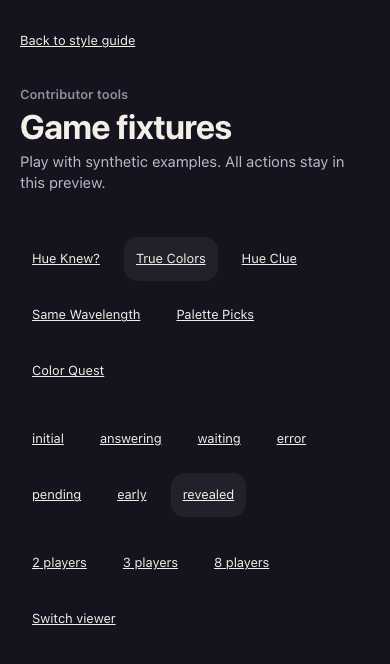 Back to style guide
Contributor tools
Game fixtures
Play with synthetic examples. All actions stay in
this preview.
Hue Knew? True Colors Hue Clue
Same Wavelength Palette Picks
Color Quest
initial answering waiting error
pending early revealed
2 players 3 players 8 players
Switch viewer